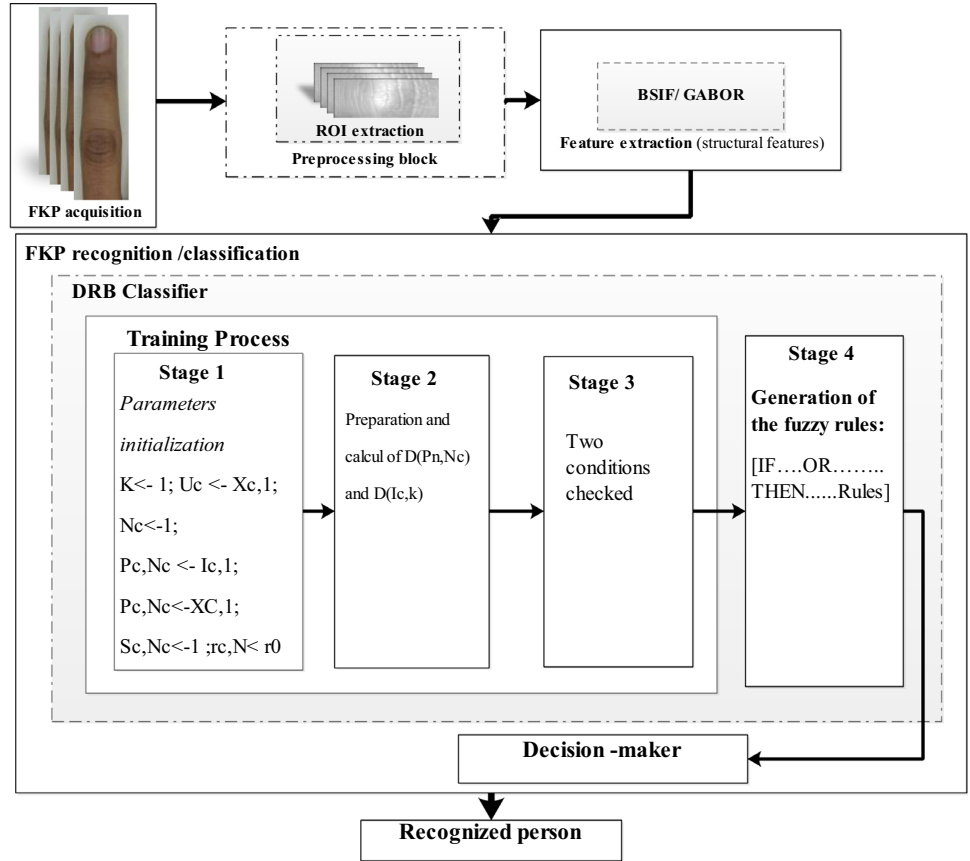 FKP acquisition
ROI extraction
Preprocessing block
BSIF/ GABOR
Feature extraction (structural features)
FKP recognition /classification
DRB Classifier
Training Process
Stage 1
Parameters
initialization
K<- 1; Uc <- Xc,1;
Nc<-1;
Pc,Nc <- Ic,1;
Pc,Nc<-XC,1;
Sc,Nc<-1 ;rc,N< r0
Stage 2
Preparation and
calcul of D(Pn,Nc)
and D(Ic,k)
Stage 3
Two
conditions
checked
Stage 4
Generation of
the fuzzy rules:
[IF….OR……..
THEN......Rules]
Decision -maker
Recognized person